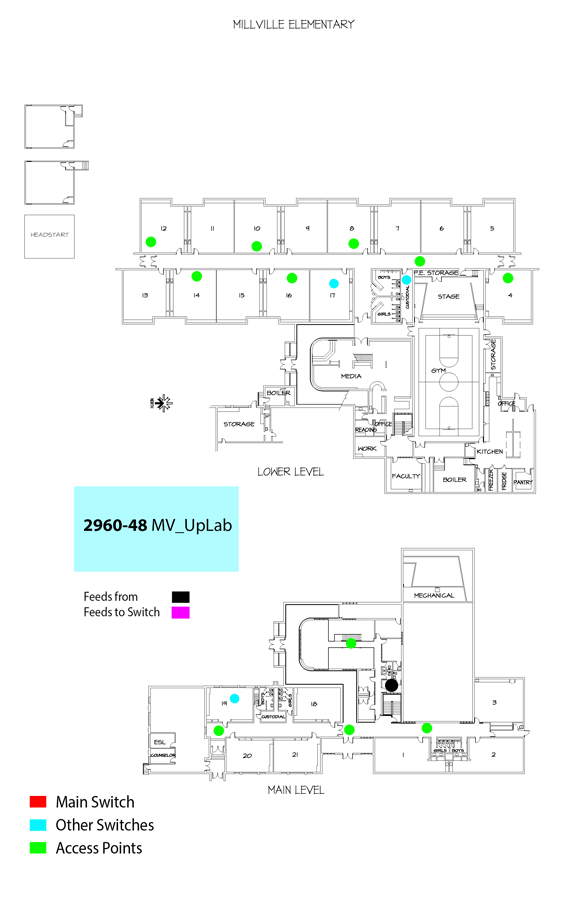 MILLVILLE ELEMENTARY
HEADSTART
12
11
10
9
8
7
6
5
13
14
15
16
17
BOYS
GIRLS
CUSTODIAL
P.E. STORAGE
STAGE
4
MEDIA
GYM
STORAGE
BOILER
STORAGE
OFFICE
READING
OFFICE
WORK
KITCHEN
FACULTY
BOILER
FREEZER
FRIDGE
PANTRY
LOWER LEVEL
2960-48 MV_UpLab
Feeds from
Feeds to Switch
MECHANICAL
19
BOYS
GIRLS
18
CUSTODIAL
3
ESL
COUNSELOR
20
21
1
GIRLS
BOYS
2
MAIN LEVEL
Main Switch
Other Switches
Access Points